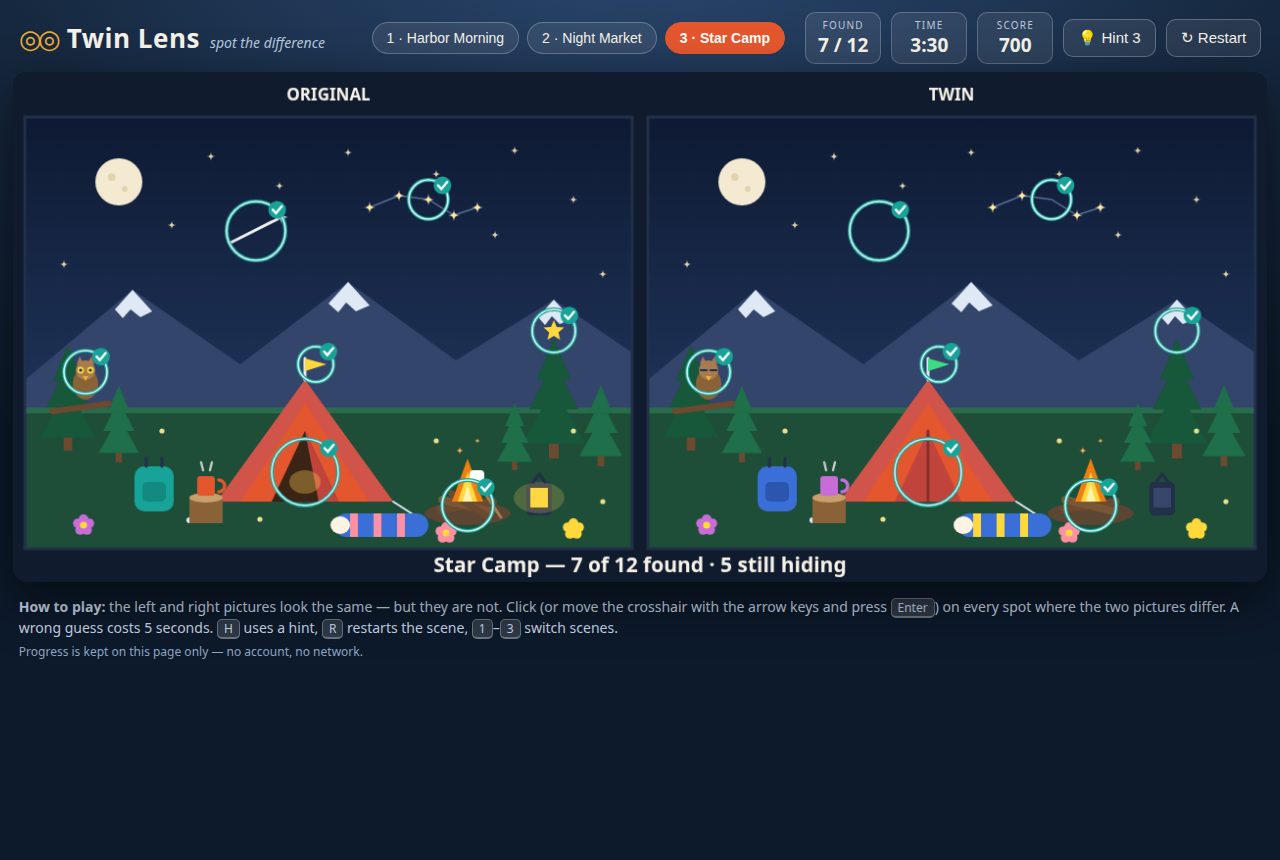 Twin Lens spot the difference
1 · Harbor Morning
2 · Night Market
3 · Star Camp
FOUND
7 / 12
TIME
3:30
SCORE
700
💡 Hint 3
↻ Restart
ORIGINAL
TWIN
Star Camp — 7 of 12 found · 5 still hiding
How to play: the left and right pictures look the same — but they are not. Click (or move the crosshair with the arrow keys and press Enter) on every spot where the two pictures differ. A
wrong guess costs 5 seconds. H uses a hint, R restarts the scene, 1–3 switch scenes.
Progress is kept on this page only — no account, no network.